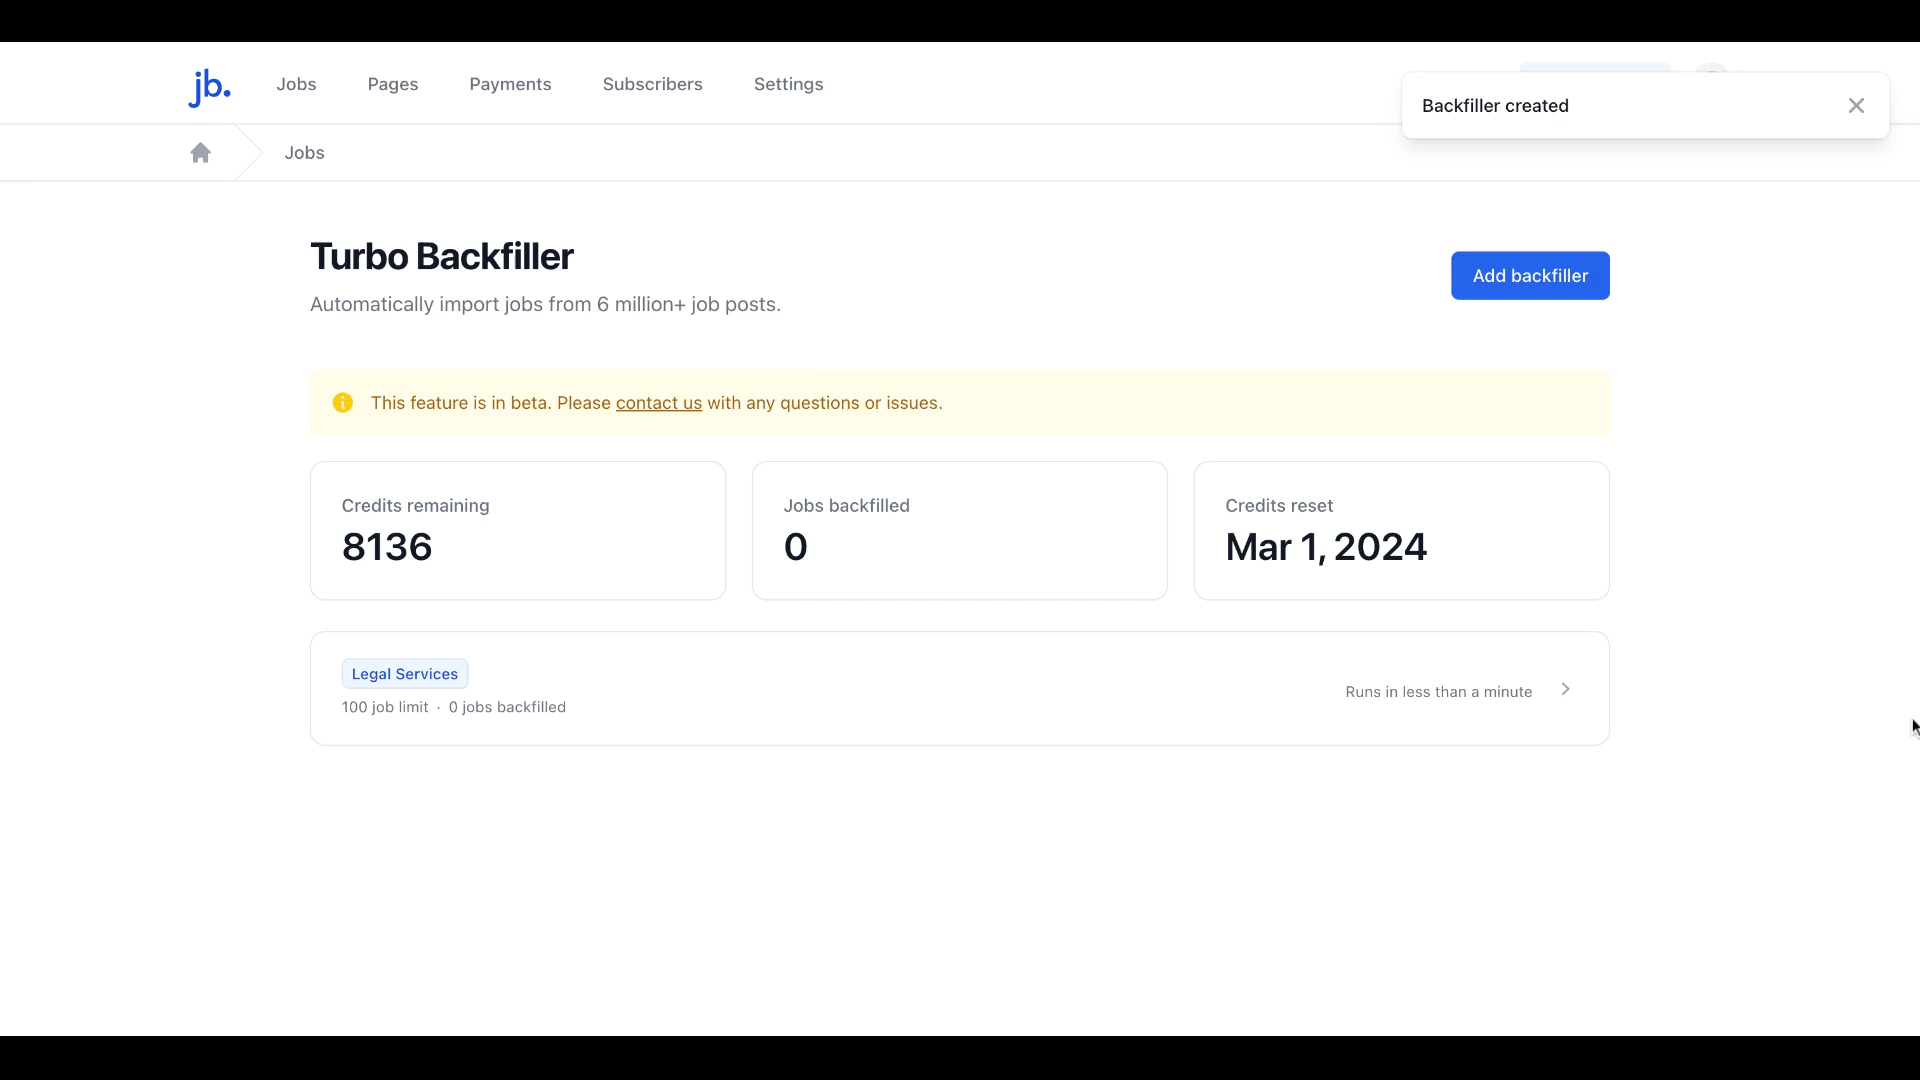 jb.
Jobs
Pages
Payments
Subscribers
Settings
Backfiller created
Jobs
Turbo Backfiller
Automatically import jobs from 6 million+ job posts.
Add backfiller
This feature is in beta. Please contact us with any questions or issues.
Credits remaining
8136
Jobs backfilled
0
Credits reset
Mar 1, 2024
Legal Services
100 job limit · 0 jobs backfilled
Runs in less than a minute